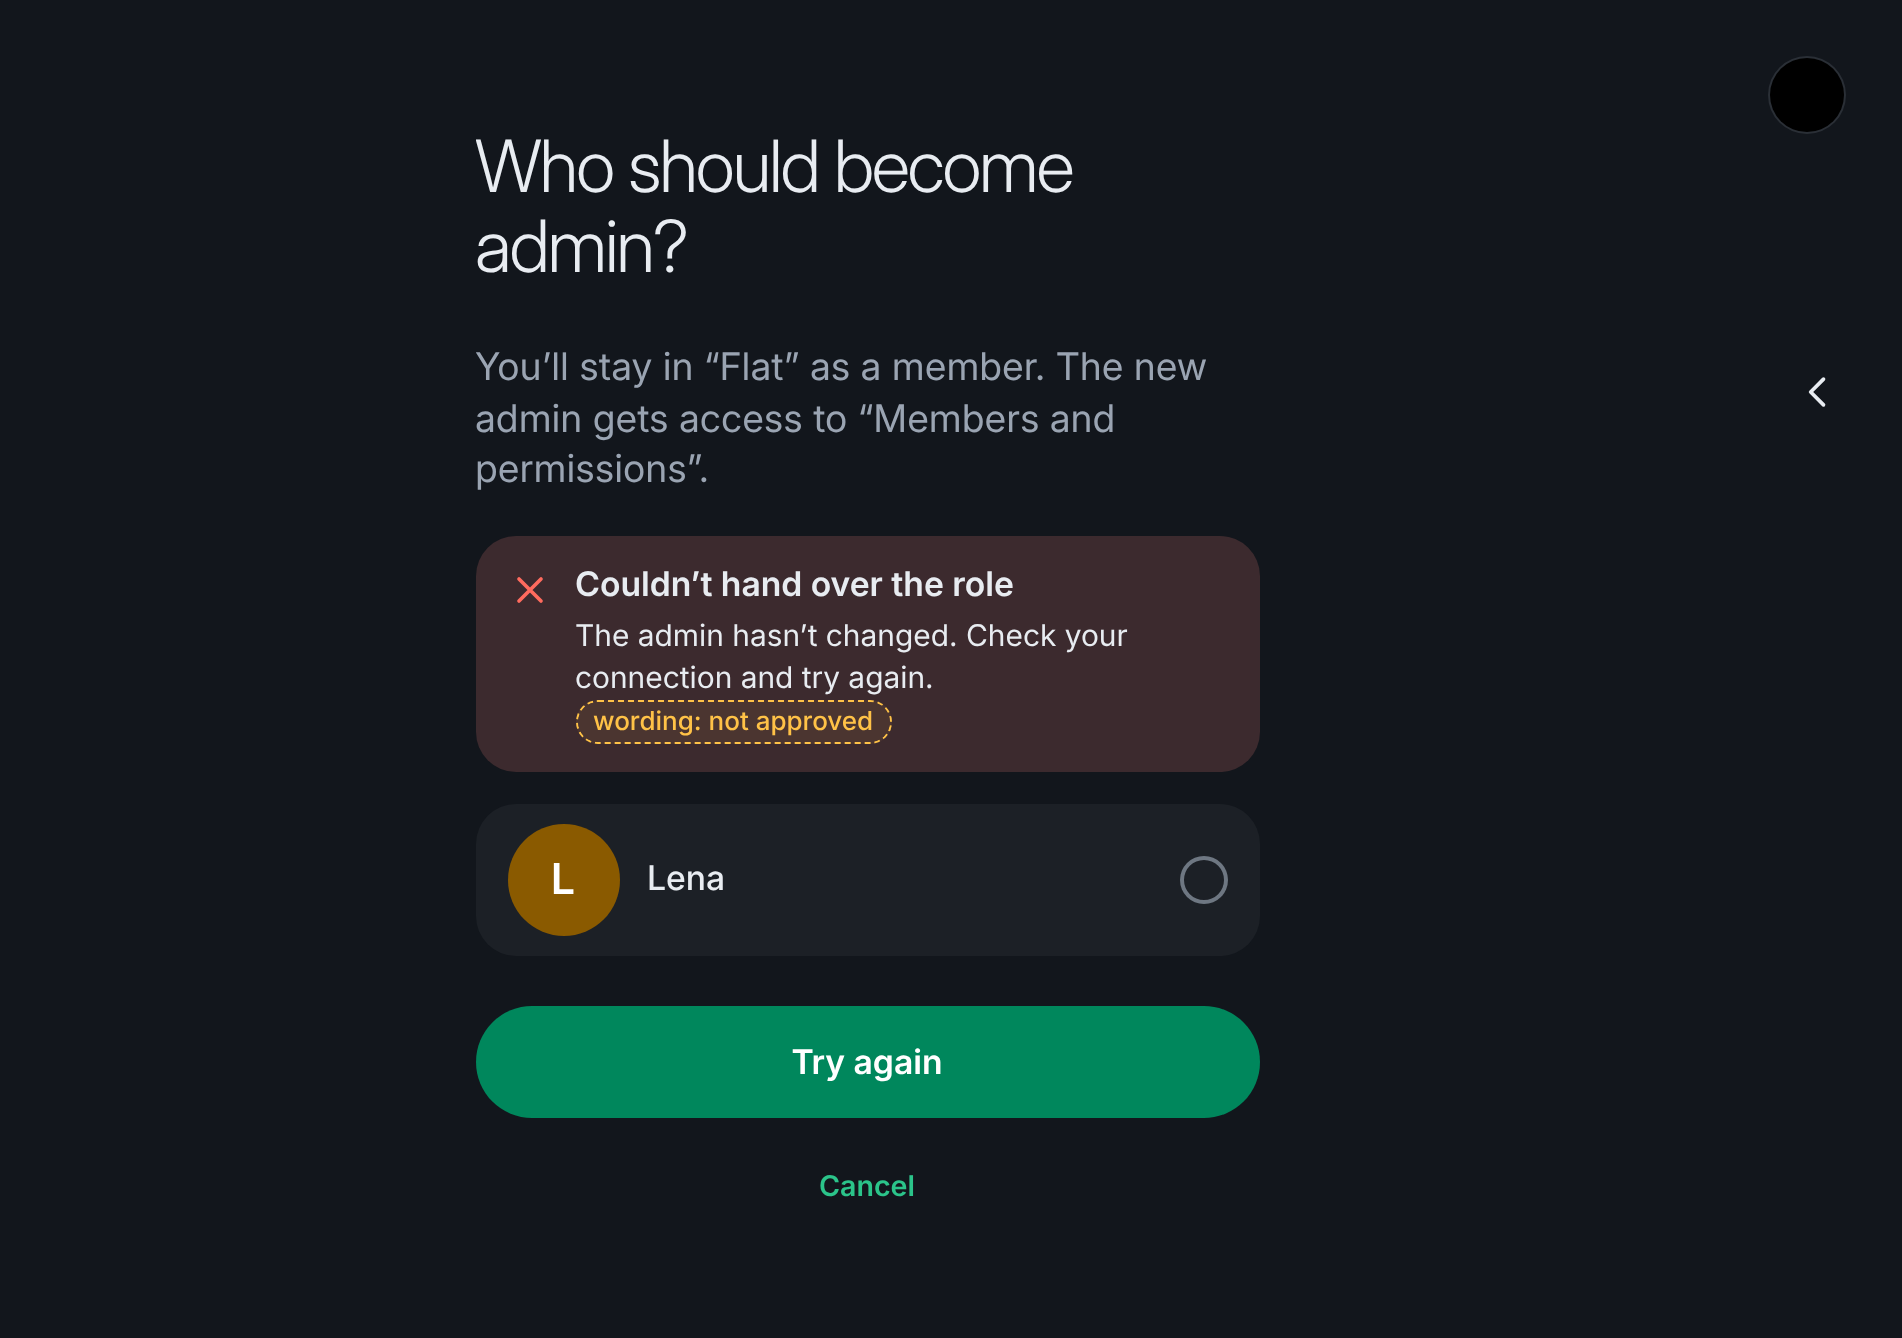 Who should become
admin?
You’ll stay in “Flat” as a member. The new
admin gets access to “Members and
permissions”.
Couldn’t hand over the role
The admin hasn’t changed. Check your
connection and try again.
wording: not approved
L
Lena
Try again
Cancel